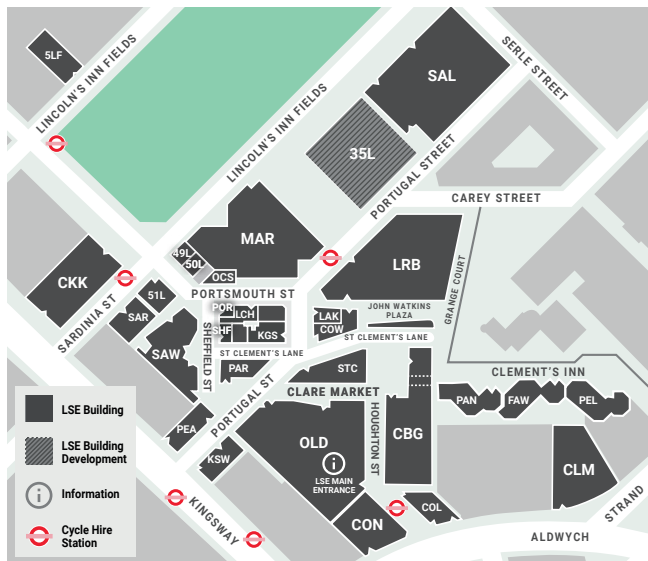 5LF
LINCOLN'S INN FIELDS
SERLE STREET
SAL
LINCOLN'S INN FIELDS
35L
PORTUGAL STREET
CAREY STREET
MAR
49L
50L
OCS
LRB
GRANGE COURT
CKK
SARDINIA ST
51L
SAR
PORTSMOUTH ST
POR
LCH
SHF
KGS
LAK
COW
JOHN WATKINS
PLAZA
ST CLEMENT'S LANE
SAW
SHEFFIELD ST
ST CLEMENT'S LANE
PAR
PORTUGAL ST
STC
CLARE MARKET
CLEMENT'S INN
PAN
FAW
PEL
PEA
KSW
OLD
LSE MAIN
ENTRANCE
HOUGHTON ST
CBG
CLM
CON
COL
KINGSWAY
STRAND
ALDWYCH
LSE Building
LSE Building
Development
Information
Cycle Hire
Station